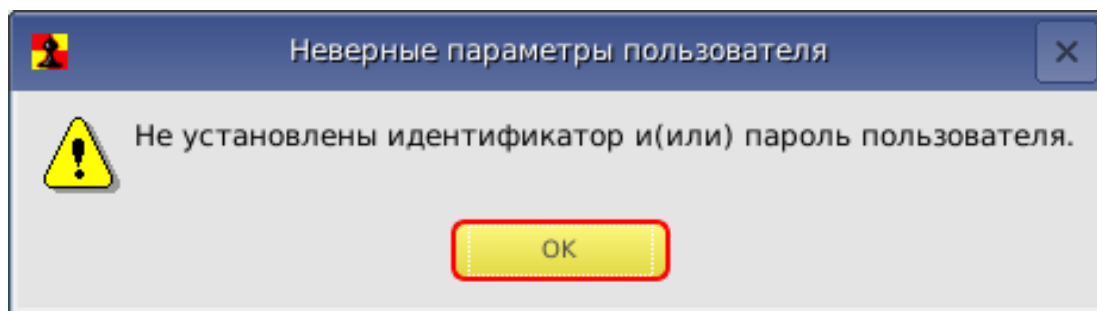 Неверные параметры пользователя
Не установлены идентификатор и(или) пароль пользователя.
OK